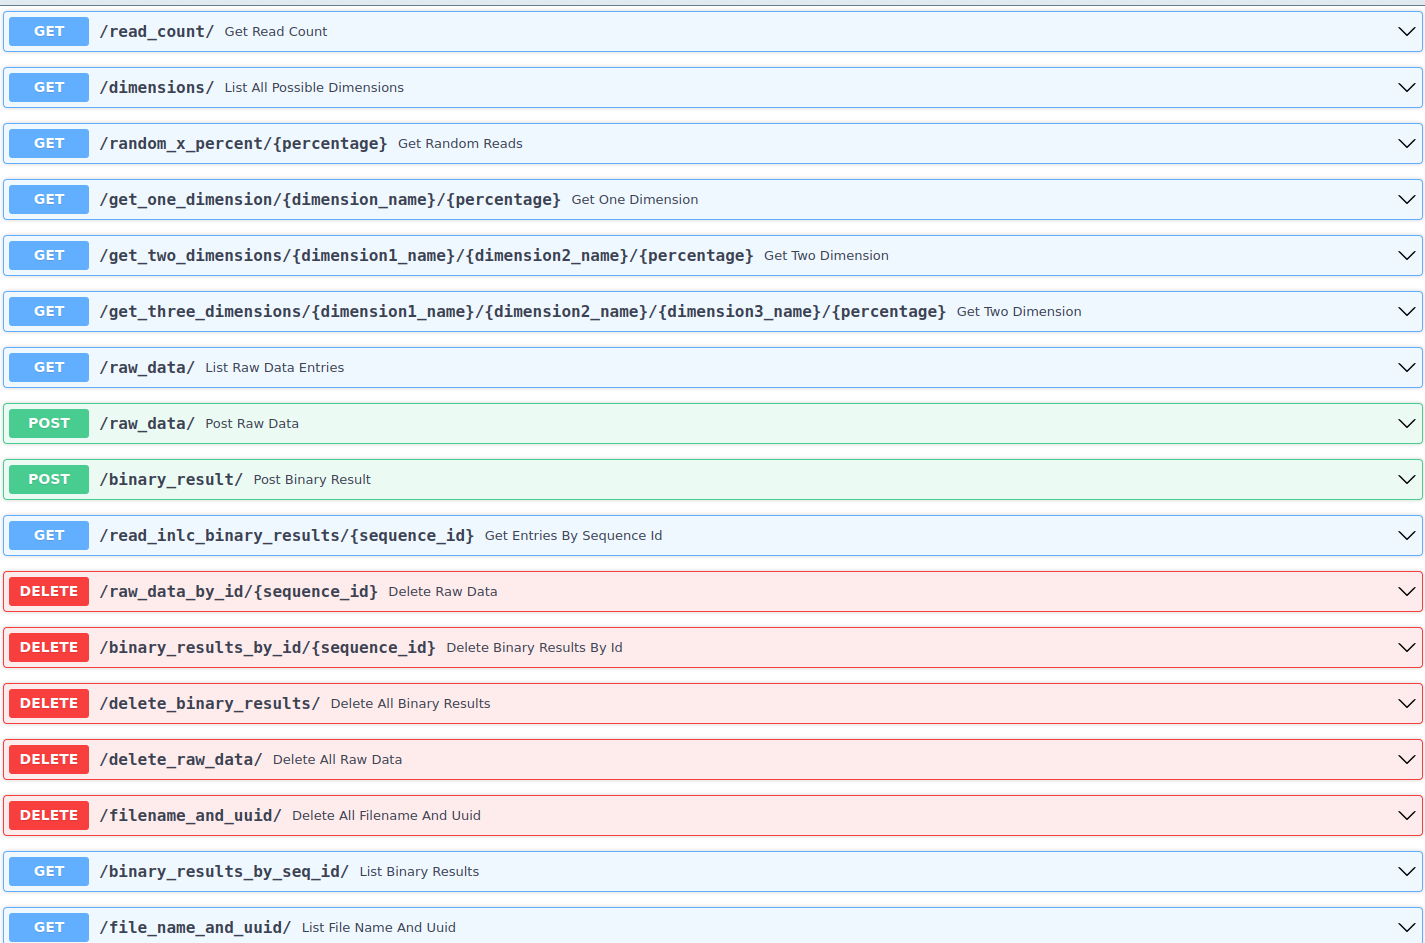 GET /read_count/ Get Read Count
GET /dimensions/ List All Possible Dimensions
GET /random_x_percent/{percentage} Get Random Reads
GET /get_one_dimension/{dimension_name}/{percentage} Get One Dimension
GET /get_two_dimensions/{dimension1_name}/{dimension2_name}/{percentage} Get Two Dimension
GET /get_three_dimensions/{dimension1_name}/{dimension2_name}/{dimension3_name}/{percentage} Get Two Dimension
GET /raw_data/ List Raw Data Entries
POST /raw_data/ Post Raw Data
POST /binary_result/ Post Binary Result
GET /read_inlc_binary_results/{sequence_id} Get Entries By Sequence Id
DELETE /raw_data_by_id/{sequence_id} Delete Raw Data
DELETE /binary_results_by_id/{sequence_id} Delete Binary Results By Id
DELETE /delete_binary_results/ Delete All Binary Results
DELETE /delete_raw_data/ Delete All Raw Data
DELETE /filename_and_uuid/ Delete All Filename And Uuid
GET /binary_results_by_seq_id/ List Binary Results
GET /file_name_and_uuid/ List File Name And Uuid